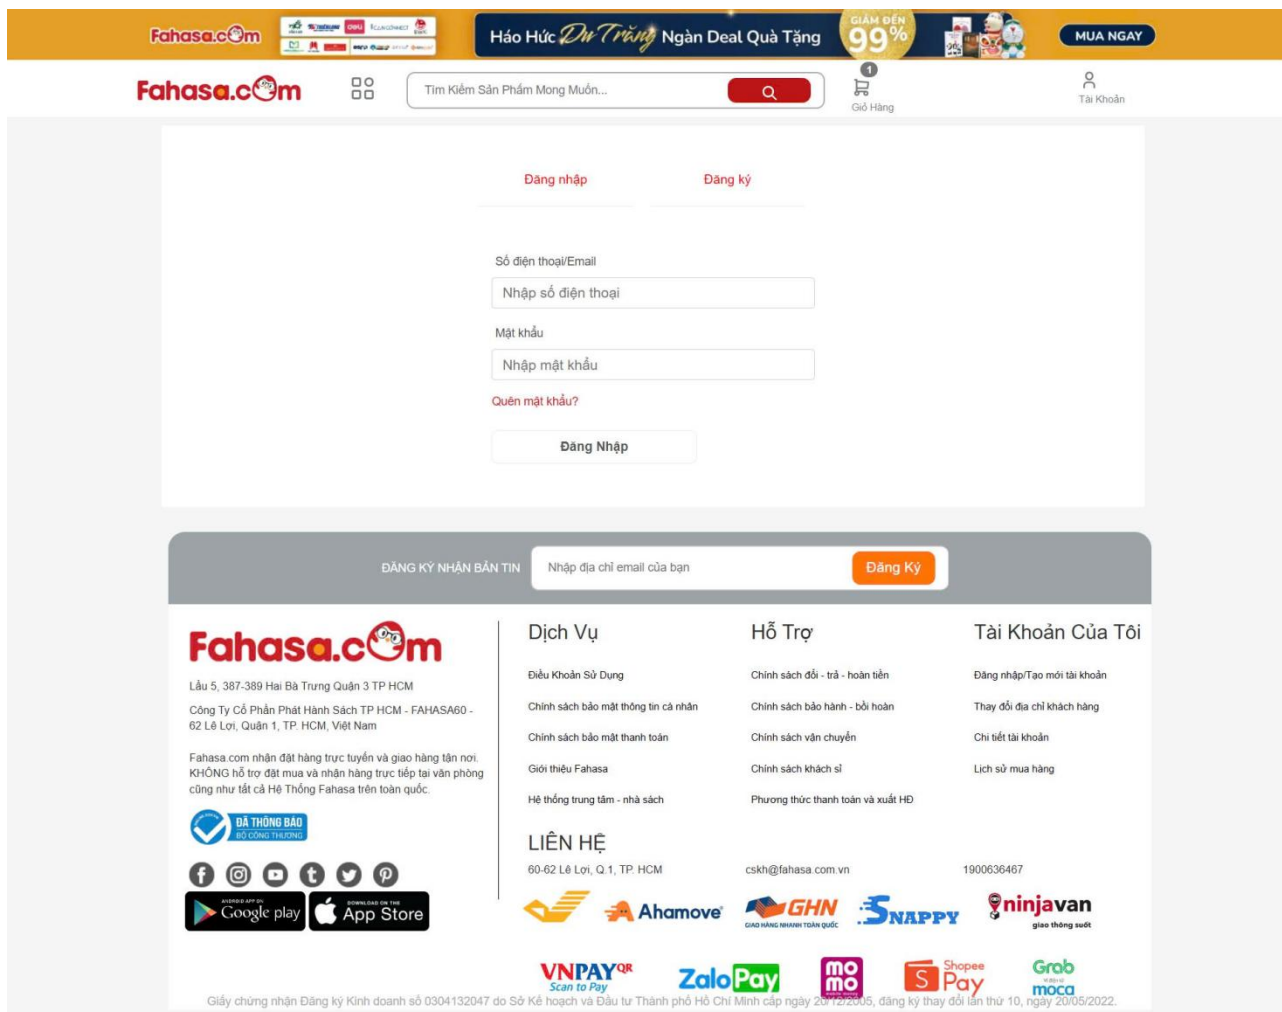 Fahasa.com
Háo Hức Du Trăng Ngàn Deal Quà Tặng
GIẢM ĐẾN
99%
MUA NGAY
Fahasa.com
Tìm Kiếm Sản Phẩm Mong Muốn...
1
Giỏ Hàng
Tài Khoản
Đăng nhập
Đăng ký
Số điện thoại/Email
Nhập số điện thoại
Mật khẩu
Nhập mật khẩu
Quên mật khẩu?
Đăng Nhập
ĐĂNG KÝ NHẬN BẢN TIN
Nhập địa chỉ email của bạn
Đăng Ký
Fahasa.com
Lầu 5, 387-389 Hai Bà Trưng Quận 3 TP HCM
Công Ty Cổ Phần Phát Hành Sách TP HCM - FAHASA60 -
62 Lê Lợi, Quận 1, TP. HCM, Việt Nam
Fahasa.com nhận đặt hàng trực tuyến và giao hàng tận nơi.
KHÔNG hỗ trợ đặt mua và nhận hàng trực tiếp tại văn phòng
cũng như tất cả Hệ Thống Fahasa trên toàn quốc.
ĐÃ THÔNG BÁO
BỘ CÔNG THƯƠNG
ANDROID APP ON
Google play
DOWNLOAD ON THE
App Store
Dịch Vụ
Điều Khoản Sử Dụng
Chính sách bảo mật thông tin cá nhân
Chính sách bảo mật thanh toán
Giới thiệu Fahasa
Hệ thống trung tâm - nhà sách
Hỗ Trợ
Chính sách đổi - trả - hoàn tiền
Chính sách bảo hành - bồi hoàn
Chính sách vận chuyển
Chính sách khách sỉ
Phương thức thanh toán và xuất HĐ
Tài Khoản Của Tôi
Đăng nhập/Tạo mới tài khoản
Thay đổi địa chỉ khách hàng
Chi tiết tài khoản
Lịch sử mua hàng
LIÊN HỆ
60-62 Lê Lợi, Q.1, TP. HCM
cskh@fahasa.com.vn
1900636467
Ahamove
GHN
GIAO HÀNG NHANH TOÀN QUỐC
SNAPPY
ninjavan
giao thông suốt
VNPAYQR
Scan to Pay
ZaloPay
mo
mo
Shopee
Pay
Grab
moca
Giấy chứng nhận Đăng ký Kinh doanh số 0304132047 do Sở Kế hoạch và Đầu tư Thành phố Hồ Chí Minh cấp ngày 20/12/2005, đăng ký thay đổi lần thứ 10, ngày 20/05/2022.